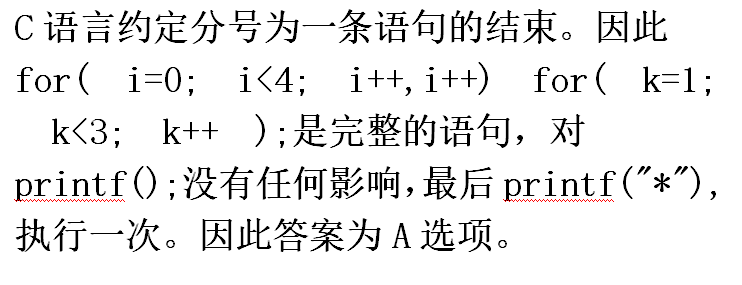 C 语言约定分号为一条语句的结束。因此
for( i=0; i<4; i++,i++) for( k=1;
k<3; k++ );是完整的语句，对
printf();没有任何影响,最后 printf("*"),
执行一次。因此答案为 A 选项。